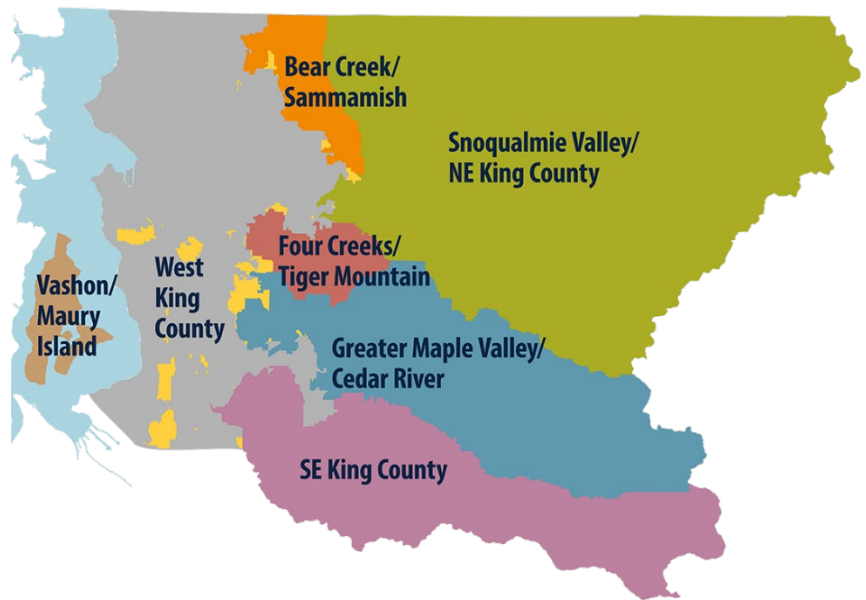 Bear Creek/
Sammamish
Snoqualmie Valley/
NE King County
Four Creeks/
Tiger Mountain
West
King
County
Vashon/
Maury
Island
Greater Maple Valley/
Cedar River
SE King County